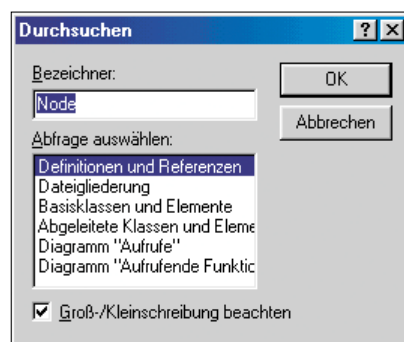 Durchsuchen
Bezeichner:
Node
OK
Abbrechen
Abfrage auswählen:
Definitionen und Referenzen
Dateigliederung
Basisklassen und Elemente
Abgeleitete Klassen und Eleme
Diagramm "Aufrufe"
Diagramm "Aufrufende Funktic
Groß-/Kleinschreibung beachten